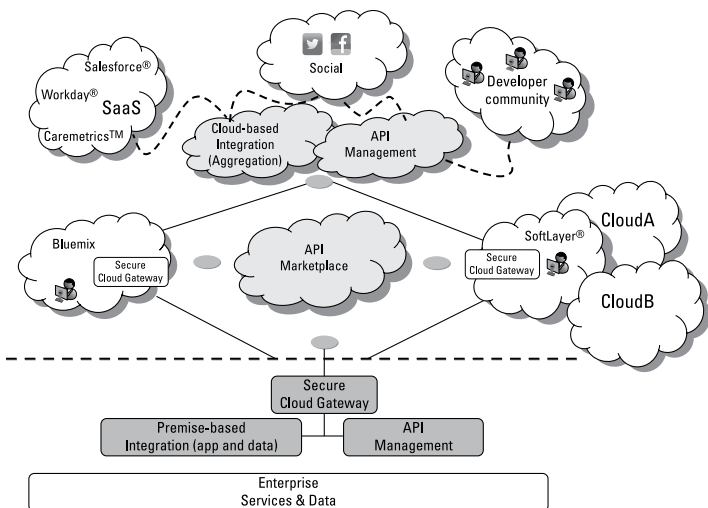 Salesforce®
Workday®
SaaS
Caremetrics™
Social
Developer
community
Cloud-based
Integration
(Aggregation)
API
Management
Bluemix
Secure
Cloud Gateway
API
Marketplace
SoftLayer®
Secure
Cloud Gateway
CloudA
CloudB
Secure
Cloud Gateway
Premise-based
Integration (app and data)
API
Management
Enterprise
Services & Data